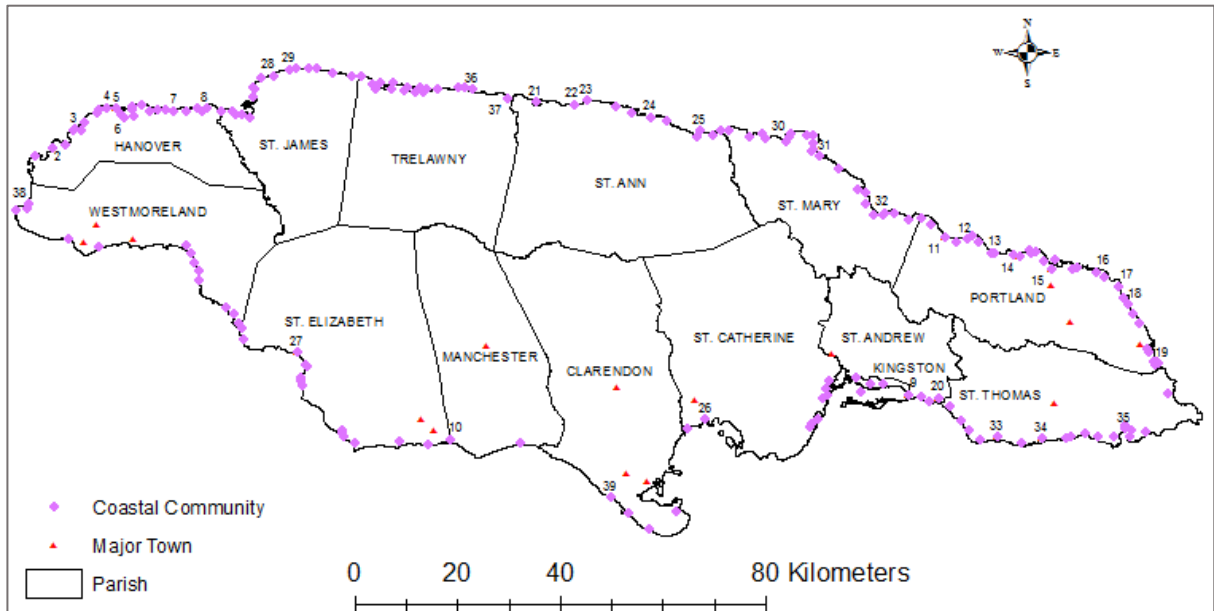 N
W E
S
28 29
36
4 5
7 8
37
21 22 23
3
6
24
25
30
2
HANOVER
ST. JAMES
TRELAWNY
31
ST. ANN
38
WESTMORELAND
ST. MARY
32
11 12
13
14
15
16
17
PORTLAND
18
ST. ELIZABETH
ST. CATHERINE
ST. ANDREW
27
MANCHESTER
CLARENDON
KINGSTON
19
9 20
ST. THOMAS
26
10
33 34 35
39
Coastal Community
Major Town
Parish
0 20 40 80 Kilometers